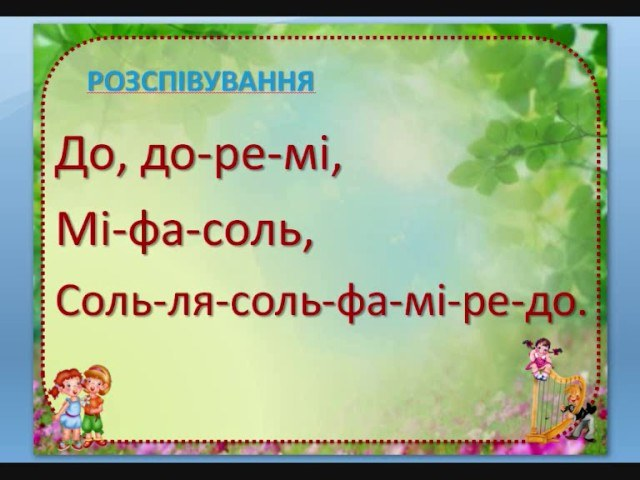 РОЗСПІВУВАННЯ
До, до-ре-мі,
Мі-фа-соль,
Соль-ля-соль-фа-мі-ре-до.